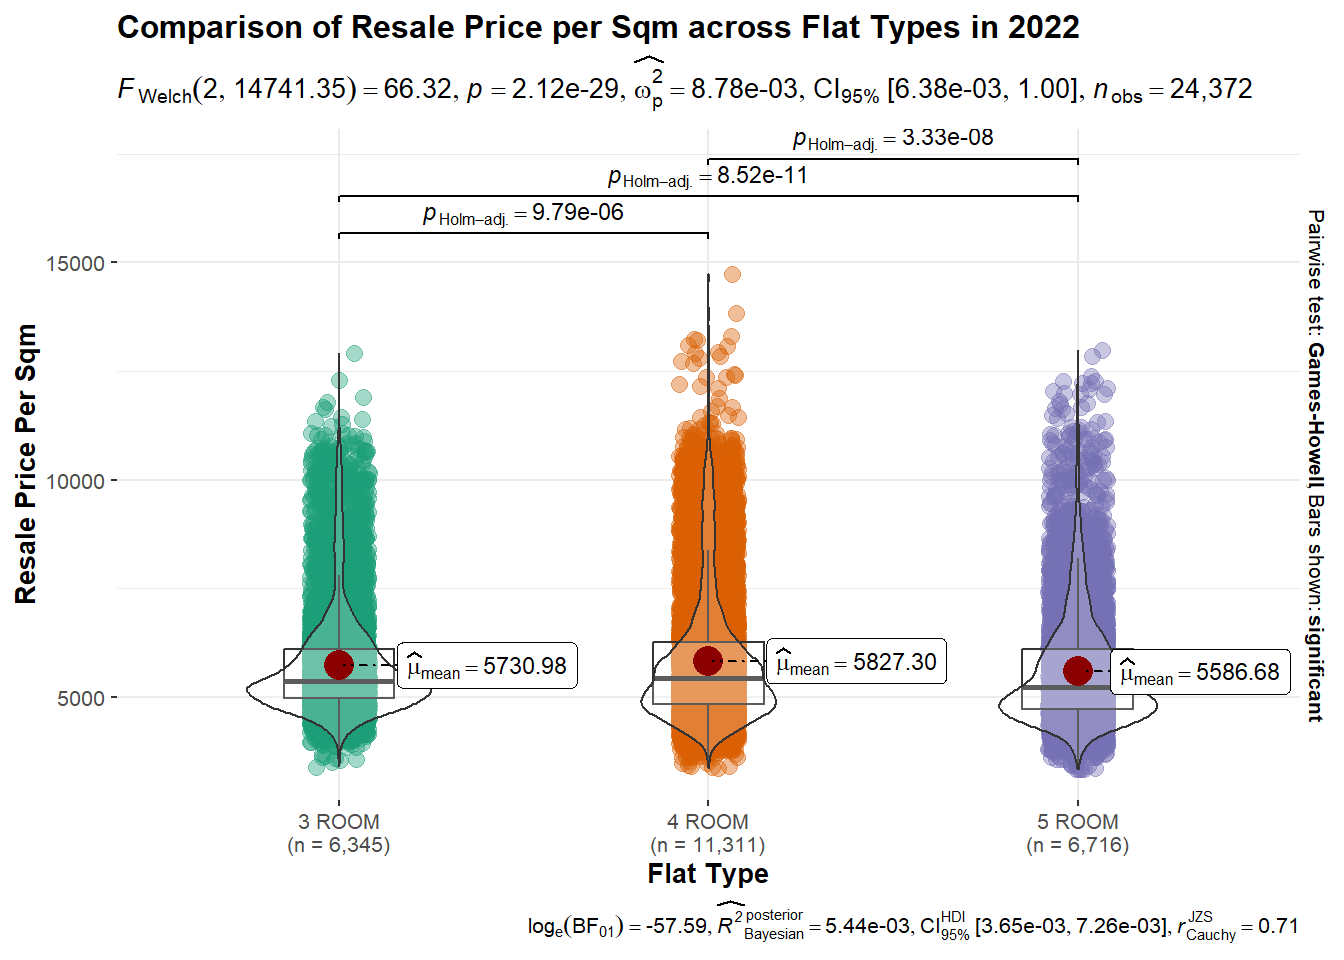 Comparison of Resale Price per Sqm across Flat Types in 2022
F Welch(2, 14741.35) = 66.32, p = 2.12e-29, ω̂²p = 8.78e-03, CI95% [6.38e-03, 1.00], nobs = 24,372
pHolm–adj. = 3.33e-08
pHolm–adj. = 8.52e-11
pHolm–adj. = 9.79e-06
15000
10000
5000
Resale Price Per Sqm
μ̂mean = 5730.98
μ̂mean = 5827.30
μ̂mean = 5586.68
Pairwise test: Games-Howell, Bars shown: significant
3 ROOM
(n = 6,345)
4 ROOM
(n = 11,311)
5 ROOM
(n = 6,716)
Flat Type
loge(BF01) = -57.59, R̂² posterior Bayesian = 5.44e-03, CI HDI 95% [3.65e-03, 7.26e-03], r JZS Cauchy = 0.71